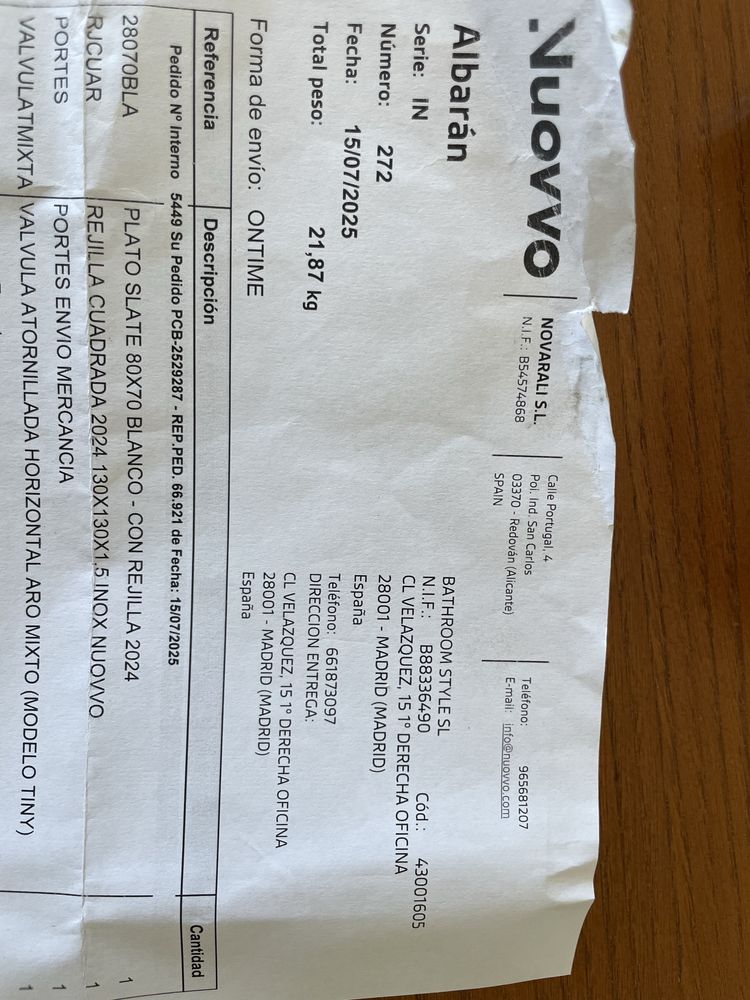 Nuovvo
NOVARALI S.L.
N.I.F.: B54574868
Calle Portugal, 4
Pol. Ind. San Carlos
03370 - Redován (Alicante)
SPAIN
Teléfono: 965681207
E-mail: info@nuovvo.com
Albarán
Serie: IN
Número: 272
Fecha: 15/07/2025
Total peso: 21,87 kg
Forma de envío: ONTIME
BATHROOM STYLE SL
N.I.F.: B88336490 Cód.: 43001605
CL VELAZQUEZ, 15 1º DERECHA OFICINA
28001 - MADRID (MADRID)
España
Teléfono: 661873097
DIRECCION ENTREGA:
CL VELAZQUEZ, 15 1º DERECHA OFICINA
28001 - MADRID (MADRID)
España
Referencia Descripción Cantidad
Pedido Nº Interno 5449 Su Pedido PCB-2529287 - REP.PED. 66.921 de Fecha: 15/07/2025
28070BLA PLATO SLATE 80X70 BLANCO - CON REJILLA 2024 1
RJCUAR REJILLA CUADRADA 2024 130X130X1.5 INOX NUOVVO 1
PORTES PORTES ENVIO MERCANCIA 1
VALVULATMIXTA VALVULA ATORNILLADA HORIZONTAL ARO MIXTO (MODELO TINY) 1